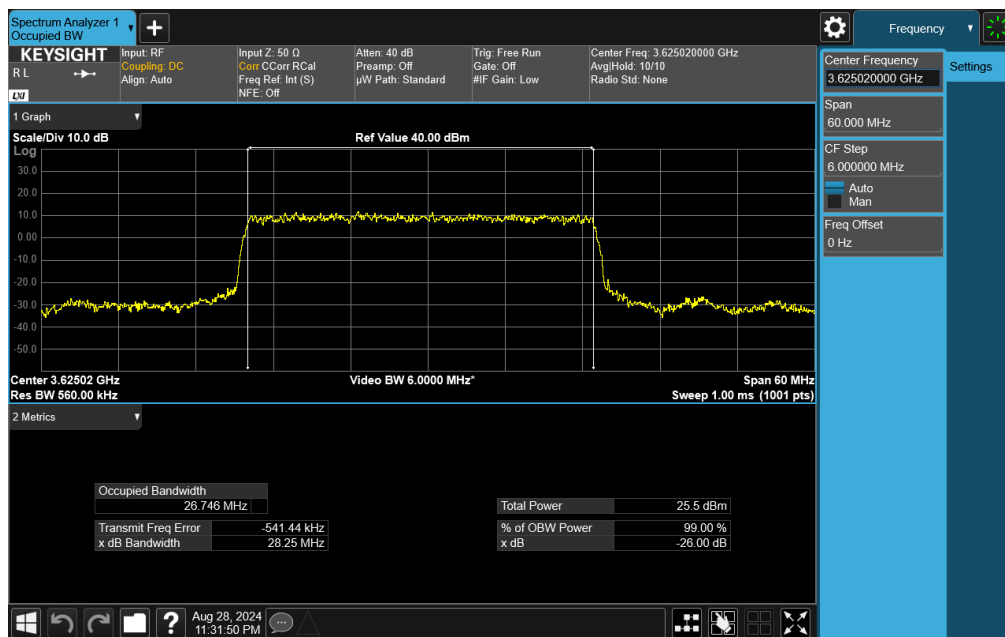 Spectrum Analyzer 1
Occupied BW
Frequency
KEYSIGHT
R L
LXI
Input: RF
Coupling: DC
Align: Auto
Input Z: 50 Ω
Corr CCorr RCal
Freq Ref: Int (S)
NFE: Off
Atten: 40 dB
Preamp: Off
µW Path: Standard
Trig: Free Run
Gate: Off
#IF Gain: Low
Center Freq: 3.625020000 GHz
Avg|Hold: 10/10
Radio Std: None
Center Frequency
3.625020000 GHz
Settings
Span
60.000 MHz
CF Step
6.000000 MHz
Auto
Man
Freq Offset
0 Hz
1 Graph
Scale/Div 10.0 dB
Ref Value 40.00 dBm
Log
30.0
20.0
10.0
0.00
-10.0
-20.0
-30.0
-40.0
-50.0
Center 3.62502 GHz
Video BW 6.0000 MHz*
Span 60 MHz
Res BW 560.00 kHz
Sweep 1.00 ms (1001 pts)
2 Metrics
Occupied Bandwidth
26.746 MHz
Total Power 25.5 dBm
Transmit Freq Error -541.44 kHz
% of OBW Power 99.00 %
x dB Bandwidth 28.25 MHz
x dB -26.00 dB
?
Aug 28, 2024
11:31:50 PM